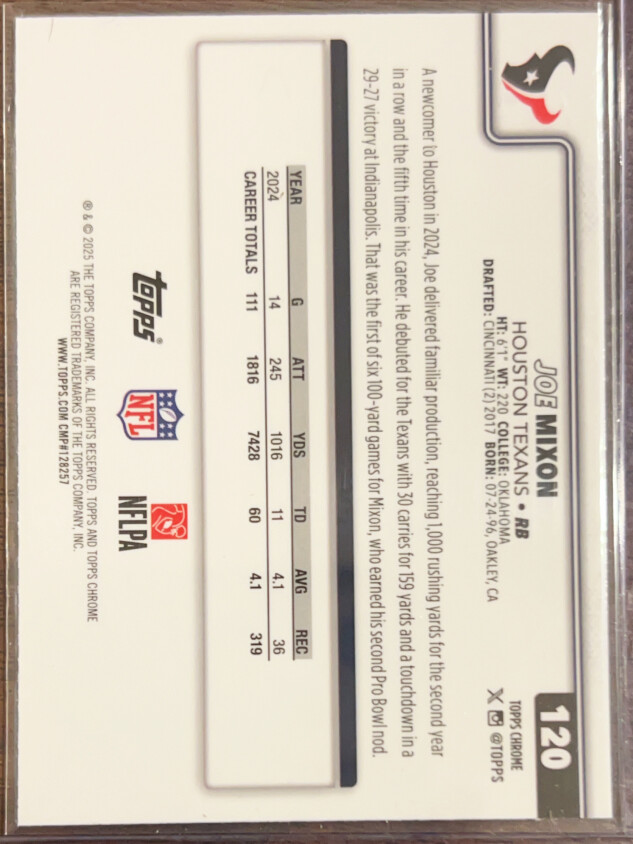 120
TOPPS CHROME
@TOPPS
JOE MIXON
HOUSTON TEXANS • RB
HT: 6'1" WT: 220 COLLEGE: OKLAHOMA
DRAFTED: CINCINNATI (2) 2017 BORN: 07-24-96, OAKLEY, CA
A newcomer to Houston in 2024, Joe delivered familiar production, reaching 1,000 rushing yards for the second year
in a row and the fifth time in his career. He debuted for the Texans with 30 carries for 159 yards and a touchdown in a
29-27 victory at Indianapolis. That was the first of six 100-yard games for Mixon, who earned his second Pro Bowl nod.
YEAR G ATT YDS TD AVG REC
2024 14 245 1016 11 4.1 36
CAREER TOTALS 111 1816 7428 60 4.1 319
topps®
NFL
NFLPA
® & © 2025 THE TOPPS COMPANY, INC. ALL RIGHTS RESERVED. TOPPS AND TOPPS CHROME
ARE REGISTERED TRADEMARKS OF THE TOPPS COMPANY, INC.
WWW.TOPPS.COM CMP#128257